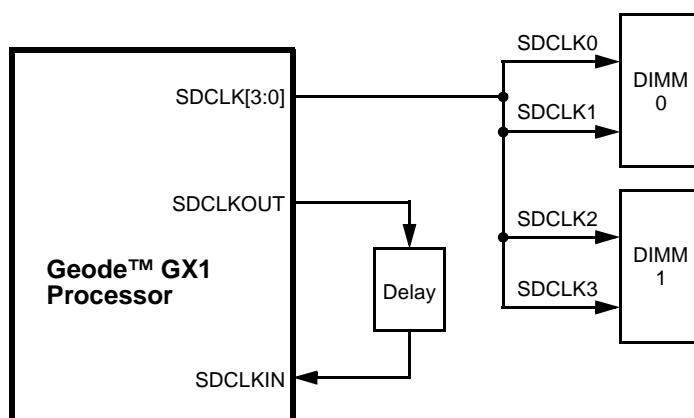 SDCLK0
DIMM
0
SDCLK[3:0]
SDCLK1
SDCLKOUT
SDCLK2
DIMM
1
Geode™ GX1
Processor
Delay
SDCLK3
SDCLKIN